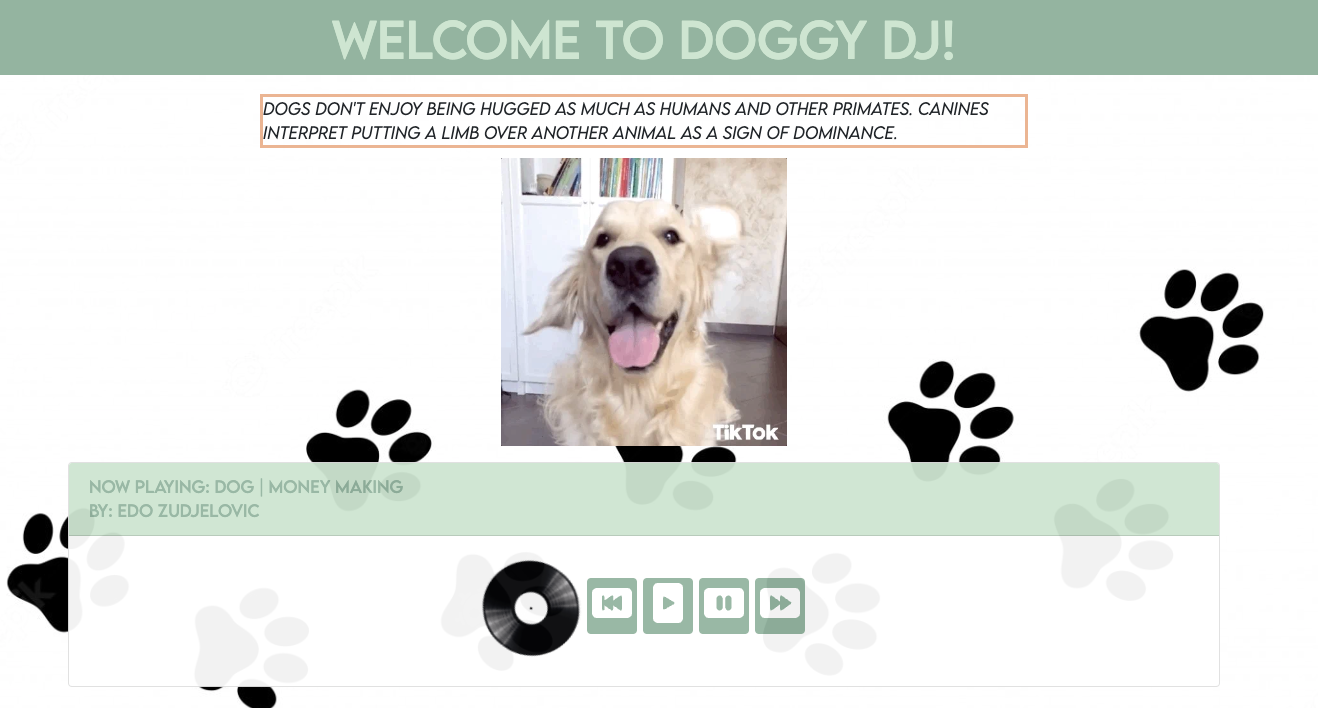 WELCOME TO DOGGY DJ!
DOGS DON'T ENJOY BEING HUGGED AS MUCH AS HUMANS AND OTHER PRIMATES. CANINES
INTERPRET PUTTING A LIMB OVER ANOTHER ANIMAL AS A SIGN OF DOMINANCE.
TikTok
NOW PLAYING: DOG | MONEY MAKING
BY: EDO ZUDJELOVIC